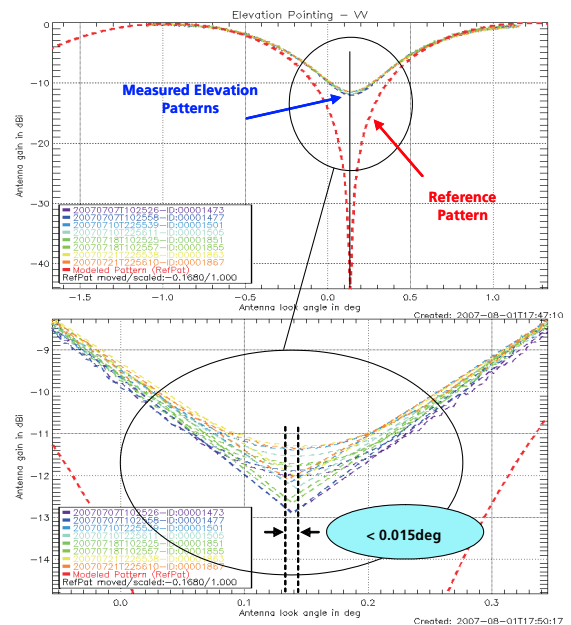 Elevation Pointing - VV
Antenna gain in dBi
0
-10
-20
-30
-40
Measured Elevation
Patterns
Reference
Pattern
20070707T102526-ID:00001473
20070707T102558-ID:00001477
20070710T225539-ID:00001501
20070710T225611-ID:00001505
20070718T102525-ID:00001851
20070718T102557-ID:00001855
20070721T225610-ID:00001867
Modeled Pattern (RefPat)
RefPat moved/scaled:-0.1680/1.000
-1.5
-1.0
-0.5
0.0
0.5
1.0
Antenna look angle in deg
Created: 2007-08-01T17:47:10
Antenna gain in dBi
-9
-10
-11
-12
-13
-14
< 0.015deg
20070707T102526-ID:00001473
20070707T102558-ID:00001477
20070710T225539-ID:00001501
20070718T102525-ID:00001851
20070718T102557-ID:00001855
20070721T225610-ID:00001867
Modeled Pattern (RefPat)
RefPat moved/scaled:-0.1680/1.000
0.0
0.1
0.2
0.3
Antenna look angle in deg
Created: 2007-08-01T17:50:17